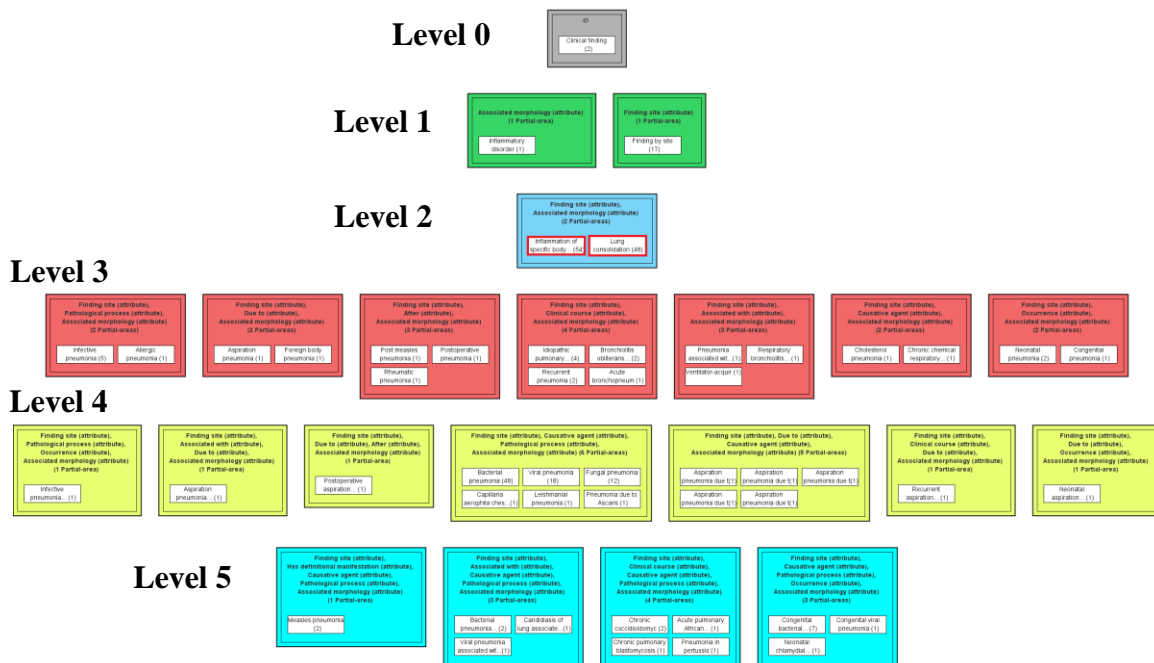 Level 0
∅
Clinical finding
(2)
Level 1
Associated morphology (attribute)
(1 Partial-area)
Inflammatory
disorder (1)
Finding site (attribute)
(1 Partial-area)
Finding by site
(17)
Level 2
Finding site (attribute),
Associated morphology (attribute)
(2 Partial-areas)
Inflammation of
specific body... (54)
Lung
consolidation (48)
Level 3
Finding site (attribute),
Pathological process (attribute),
Associated morphology (attribute)
(2 Partial-areas)
Infective
pneumonia (5)
Allergic
pneumonia (1)
Finding site (attribute),
Due to (attribute),
Associated morphology (attribute)
(2 Partial-areas)
Aspiration
pneumonia (1)
Foreign body
pneumonia (1)
Finding site (attribute),
After (attribute),
Associated morphology (attribute)
(3 Partial-areas)
Post measles
pneumonia (1)
Postoperative
pneumonia (1)
Rheumatic
pneumonia (1)
Finding site (attribute),
Clinical course (attribute),
Associated morphology (attribute)
(4 Partial-areas)
Idiopathic
pulmonary... (4)
Bronchiolitis
obliterans... (2)
Recurrent
pneumonia (2)
Acute
bronchopneum (1)
Finding site (attribute),
Associated with (attribute),
Associated morphology (attribute)
(3 Partial-areas)
Pneumonia
associated wit... (1)
Respiratory
bronchiolitis... (1)
Ventilator-acquir (1)
Finding site (attribute),
Causative agent (attribute),
Associated morphology (attribute)
(2 Partial-areas)
Cholesterol
pneumonia (1)
Chronic chemical
respiratory... (1)
Finding site (attribute),
Occurrence (attribute),
Associated morphology (attribute)
(2 Partial-areas)
Neonatal
pneumonia (2)
Congenital
pneumonia (1)
Level 4
Finding site (attribute),
Pathological process (attribute),
Occurrence (attribute),
Associated morphology (attribute)
(1 Partial-area)
Infective
pneumonia... (1)
Finding site (attribute),
Associated with (attribute),
Due to (attribute),
Associated morphology (attribute)
(1 Partial-area)
Aspiration
pneumonia... (1)
Finding site (attribute),
Due to (attribute), After (attribute),
Associated morphology (attribute)
(1 Partial-area)
Postoperative
aspiration... (1)
Finding site (attribute), Causative agent (attribute),
Pathological process (attribute),
Associated morphology (attribute) (6 Partial-areas)
Bacterial
pneumonia (48)
Viral pneumonia
(18)
Fungal pneumonia
(12)
Capillaria
aerophila ches... (1)
Leishmanial
pneumonia (1)
Pneumonia due to
Ascaris (1)
Finding site (attribute), Due to (attribute),
Causative agent (attribute),
Associated morphology (attribute) (5 Partial-areas)
Aspiration
pneumonia due t(1)
Aspiration
pneumonia due t(1)
Aspiration
pneumonia due t(1)
Aspiration
pneumonia due t(1)
Aspiration
pneumonia due t(1)
Finding site (attribute),
Clinical course (attribute),
Due to (attribute),
Associated morphology (attribute)
(1 Partial-area)
Recurrent
aspiration... (1)
Finding site (attribute),
Due to (attribute),
Occurrence (attribute),
Associated morphology (attribute)
(1 Partial-area)
Neonatal
aspiration... (1)
Level 5
Finding site (attribute),
Has definitional manifestation (attribute),
Causative agent (attribute),
Pathological process (attribute),
Associated morphology (attribute)
(1 Partial-area)
Measles pneumonia
(2)
Finding site (attribute),
Associated with (attribute),
Causative agent (attribute),
Pathological process (attribute),
Associated morphology (attribute)
(3 Partial-areas)
Bacterial
pneumonia... (2)
Candidiasis of
lung associate... (1)
Viral pneumonia
associated wit... (1)
Finding site (attribute),
Clinical course (attribute),
Causative agent (attribute),
Pathological process (attribute),
Associated morphology (attribute)
(4 Partial-areas)
Chronic
coccidioidomyc (2)
Acute pulmonary
African... (1)
Chronic pulmonary
blastomycosis (1)
Pneumonia in
pertussis (1)
Finding site (attribute),
Causative agent (attribute),
Pathological process (attribute),
Occurrence (attribute),
Associated morphology (attribute)
(3 Partial-areas)
Congenital
bacterial... (7)
Congenital viral
pneumonia (1)
Neonatal
chlamydial... (1)